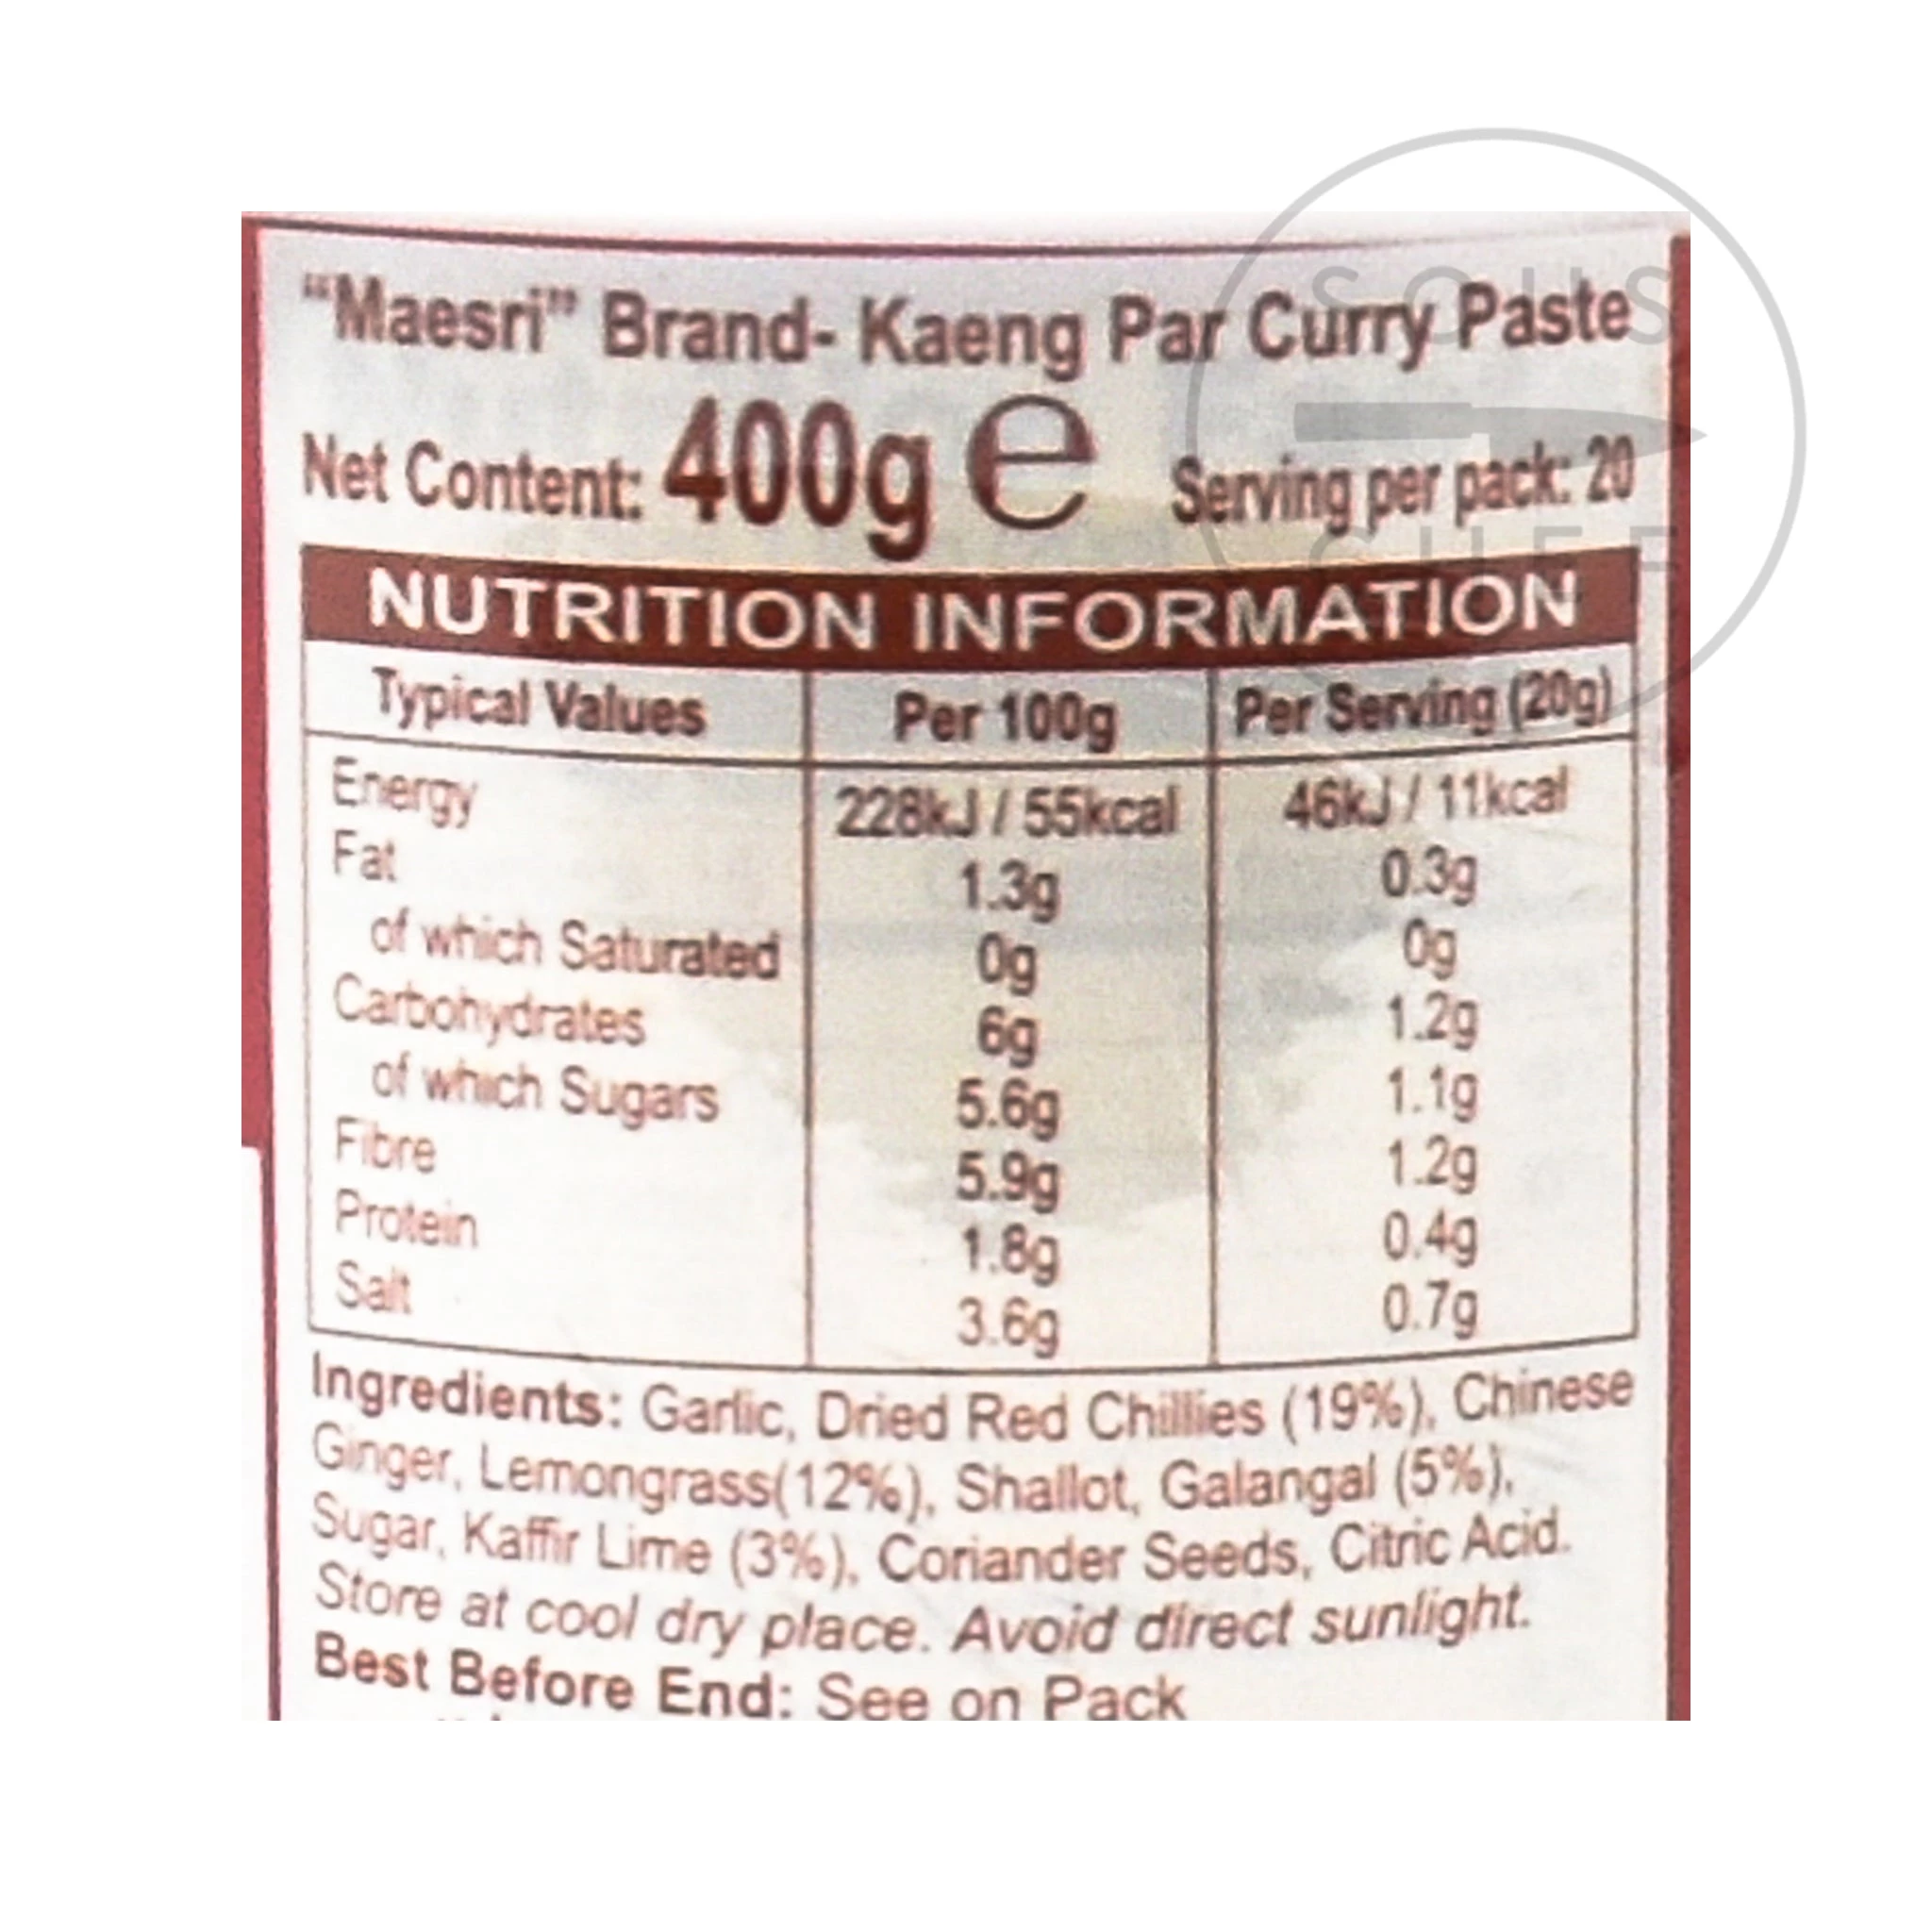 SOUS
CHEF
“Maesri” Brand- Kaeng Par Curry Paste
Net Content: 400g e Serving per pack: 20
NUTRITION INFORMATION
Typical Values Per 100g Per Serving (20g)
Energy 228kJ / 55kcal 46kJ / 11kcal
Fat 1.3g 0.3g
of which Saturated 0g 0g
Carbohydrates 6g 1.2g
of which Sugars 5.6g 1.1g
Fibre 5.9g 1.2g
Protein 1.8g 0.4g
Salt 3.6g 0.7g
Ingredients: Garlic, Dried Red Chillies (19%), Chinese
Ginger, Lemongrass(12%), Shallot, Galangal (5%),
Sugar, Kaffir Lime (3%), Coriander Seeds, Citric Acid.
Store at cool dry place. Avoid direct sunlight.
Best Before End: See on Pack